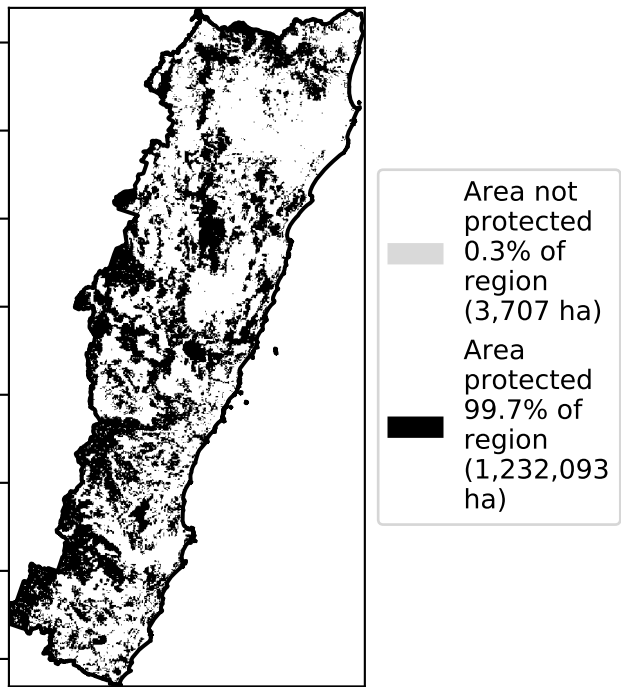 Area not
protected
0.3% of
region
(3,707 ha)
Area
protected
99.7% of
region
(1,232,093
ha)